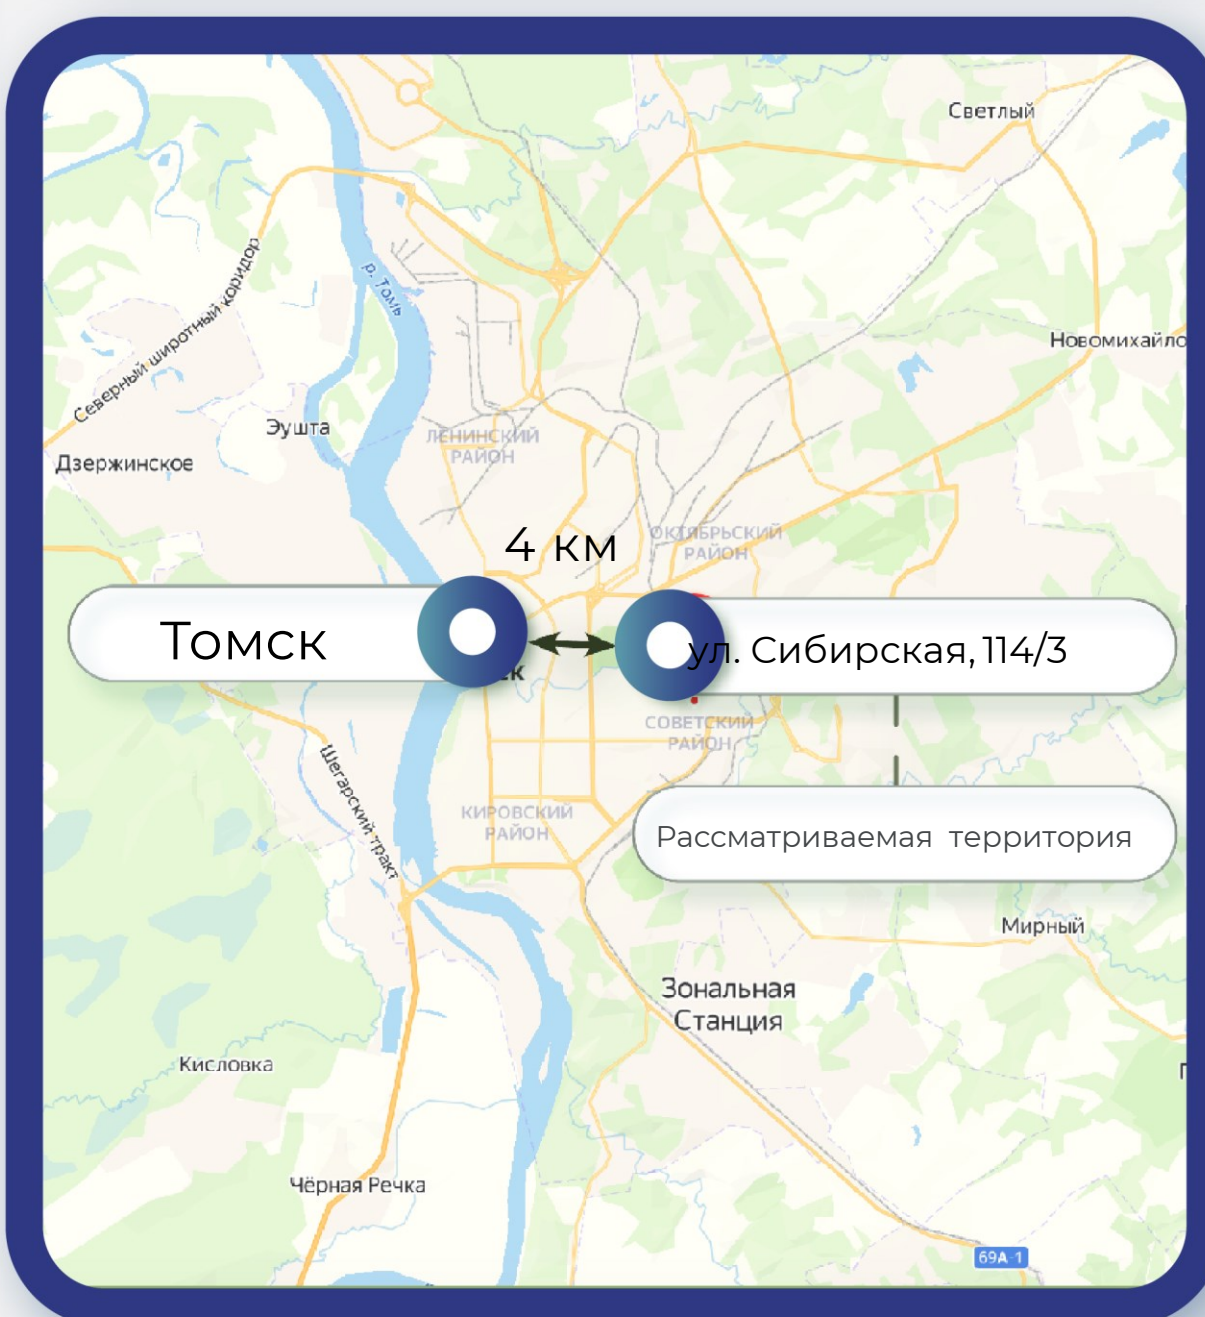 Светлый
Северный широтный коридор
р. Томь
Новомихайло
Эушта
Дзержинское
ЛЕНИНСКИЙ
РАЙОН
4 км
ОКТЯБРЬСКИЙ
РАЙОН
Томск
ул. Сибирская, 114/3
ск
СОВЕТСКИЙ
РАЙОН
Шегарский тракт
КИРОВСКИЙ
РАЙОН
Рассматриваемая территория
Мирный
Зональная
Станция
Кисловка
Чёрная Речка
69А-1